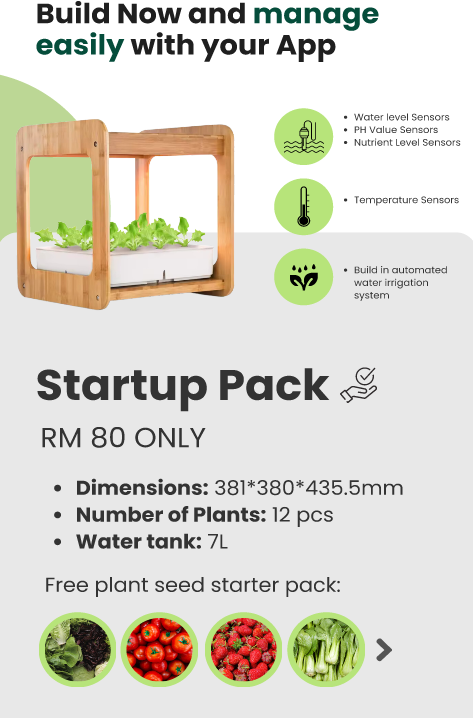 Build Now and manage
easily with your App
Water level Sensors
PH Value Sensors
Nutrient Level Sensors
Temperature Sensors
Build in automated
water irrigation
system
Startup Pack
RM 80 ONLY
Dimensions: 381*380*435.5mm
Number of Plants: 12 pcs
Water tank: 7L
Free plant seed starter pack: